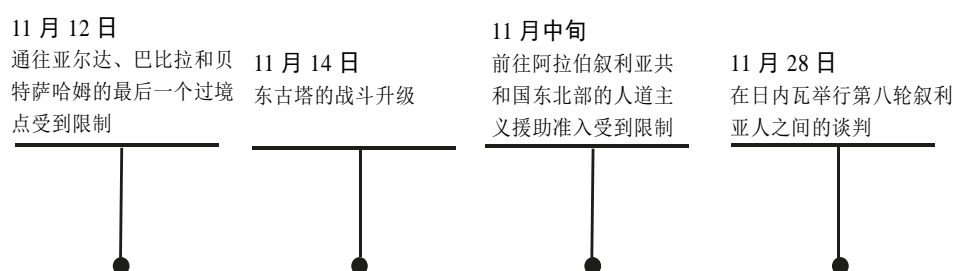 11 月 12 日
通往亚尔达、巴比拉和贝
特萨哈姆的最后一个过境
点受到限制
11 月 14 日
东古塔的战斗升级
11 月中旬
前往阿拉伯叙利亚共
和国东北部的人道主
义援助准入受到限制
11 月 28 日
在日内瓦举行第八轮叙利
亚人之间的谈判